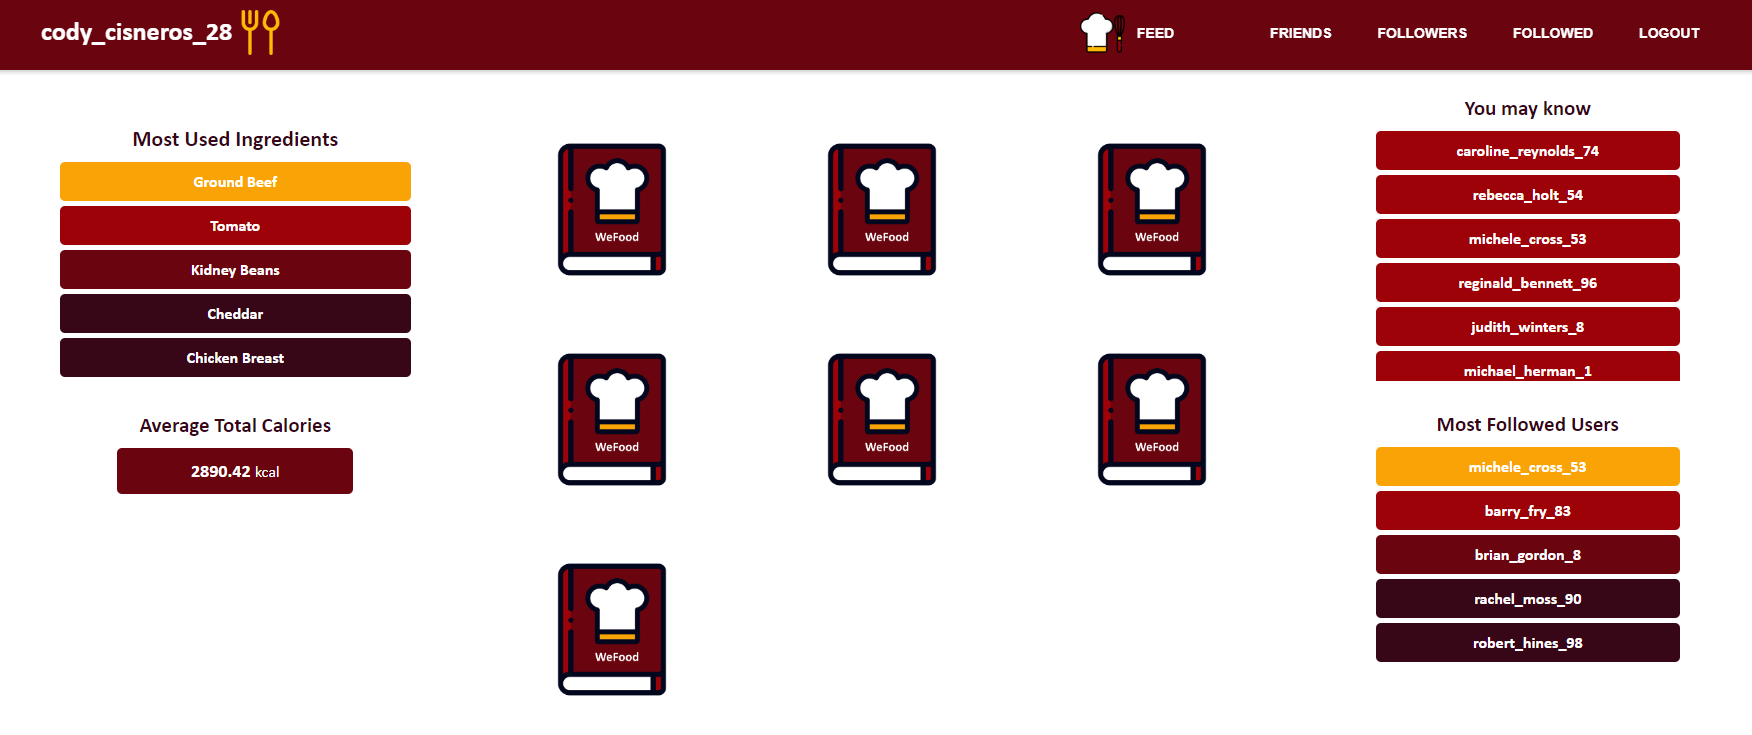 cody_cisneros_28
FEED
FRIENDS
FOLLOWERS
FOLLOWED
LOGOUT
Most Used Ingredients
Ground Beef
Tomato
Kidney Beans
Cheddar
Chicken Breast
Average Total Calories
2890.42 kcal
WeFood
WeFood
WeFood
WeFood
WeFood
WeFood
WeFood
You may know
caroline_reynolds_74
rebecca_holt_54
michele_cross_53
reginald_bennett_96
judith_winters_8
michael_herman_1
Most Followed Users
michele_cross_53
barry_fry_83
brian_gordon_8
rachel_moss_90
robert_hines_98